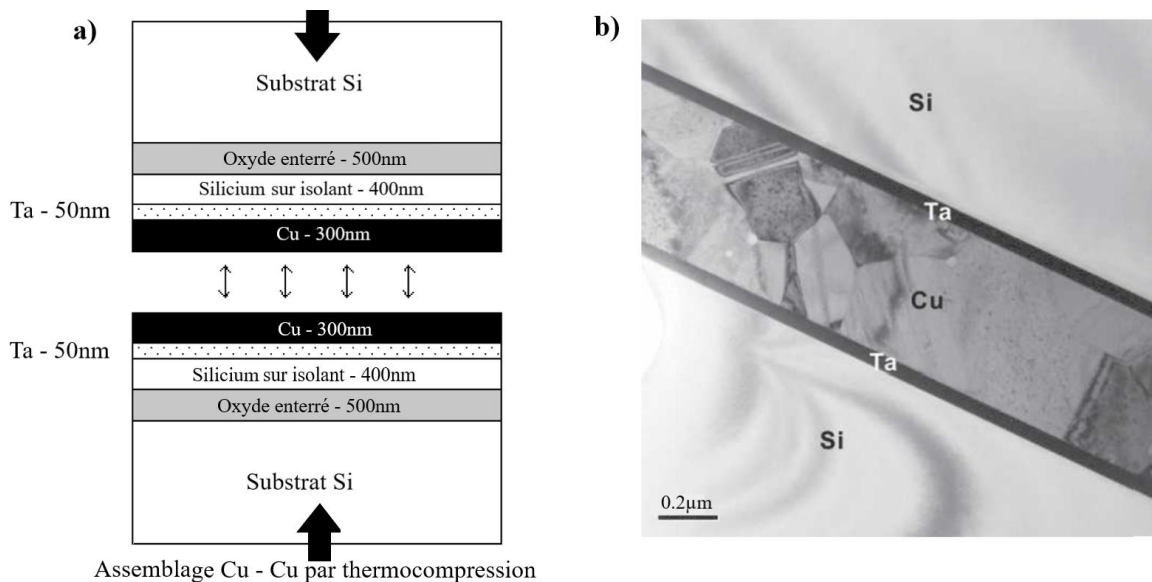 a)
Substrat Si
Oxyde enterré - 500nm
Silicium sur isolant - 400nm
Ta - 50nm
Cu - 300nm
Cu - 300nm
Ta - 50nm
Silicium sur isolant - 400nm
Oxyde enterré - 500nm
Substrat Si
Assemblage Cu - Cu par thermocompression
b)
Si
Ta
Cu
Ta
Si
0.2µm